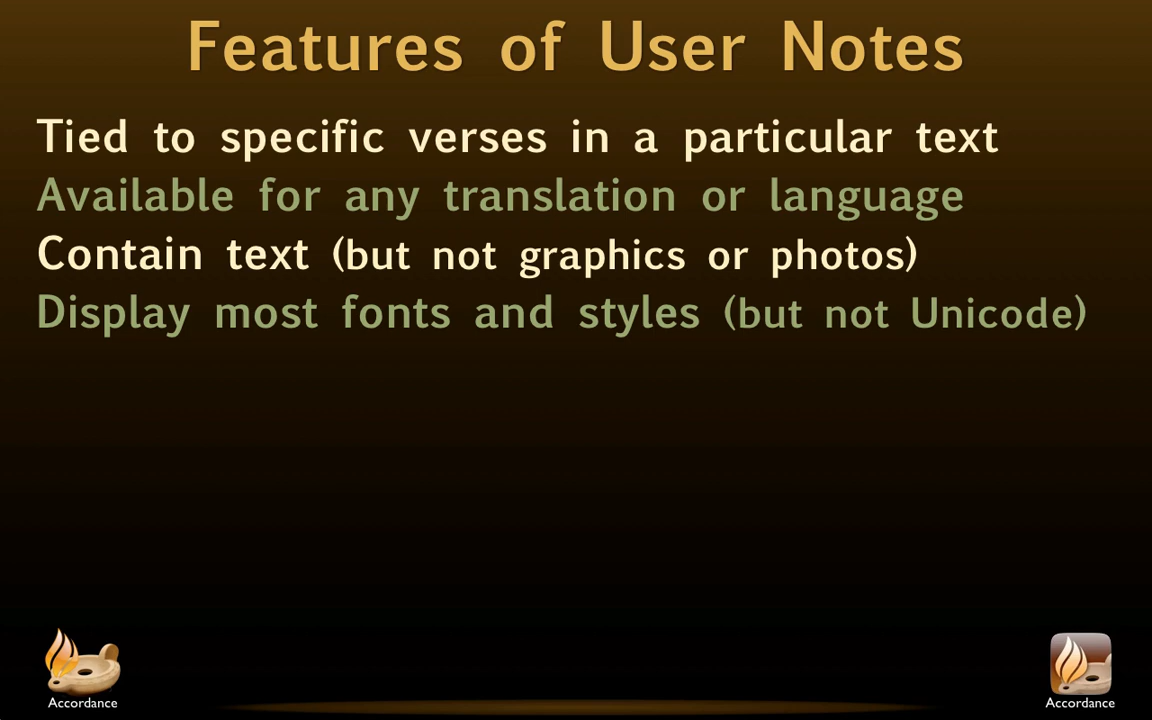 Features of User Notes
Tied to specific verses in a particular text
Available for any translation or language
Contain text (but not graphics or photos)
Display most fonts and styles (but not Unicode)
Accordance
Accordance